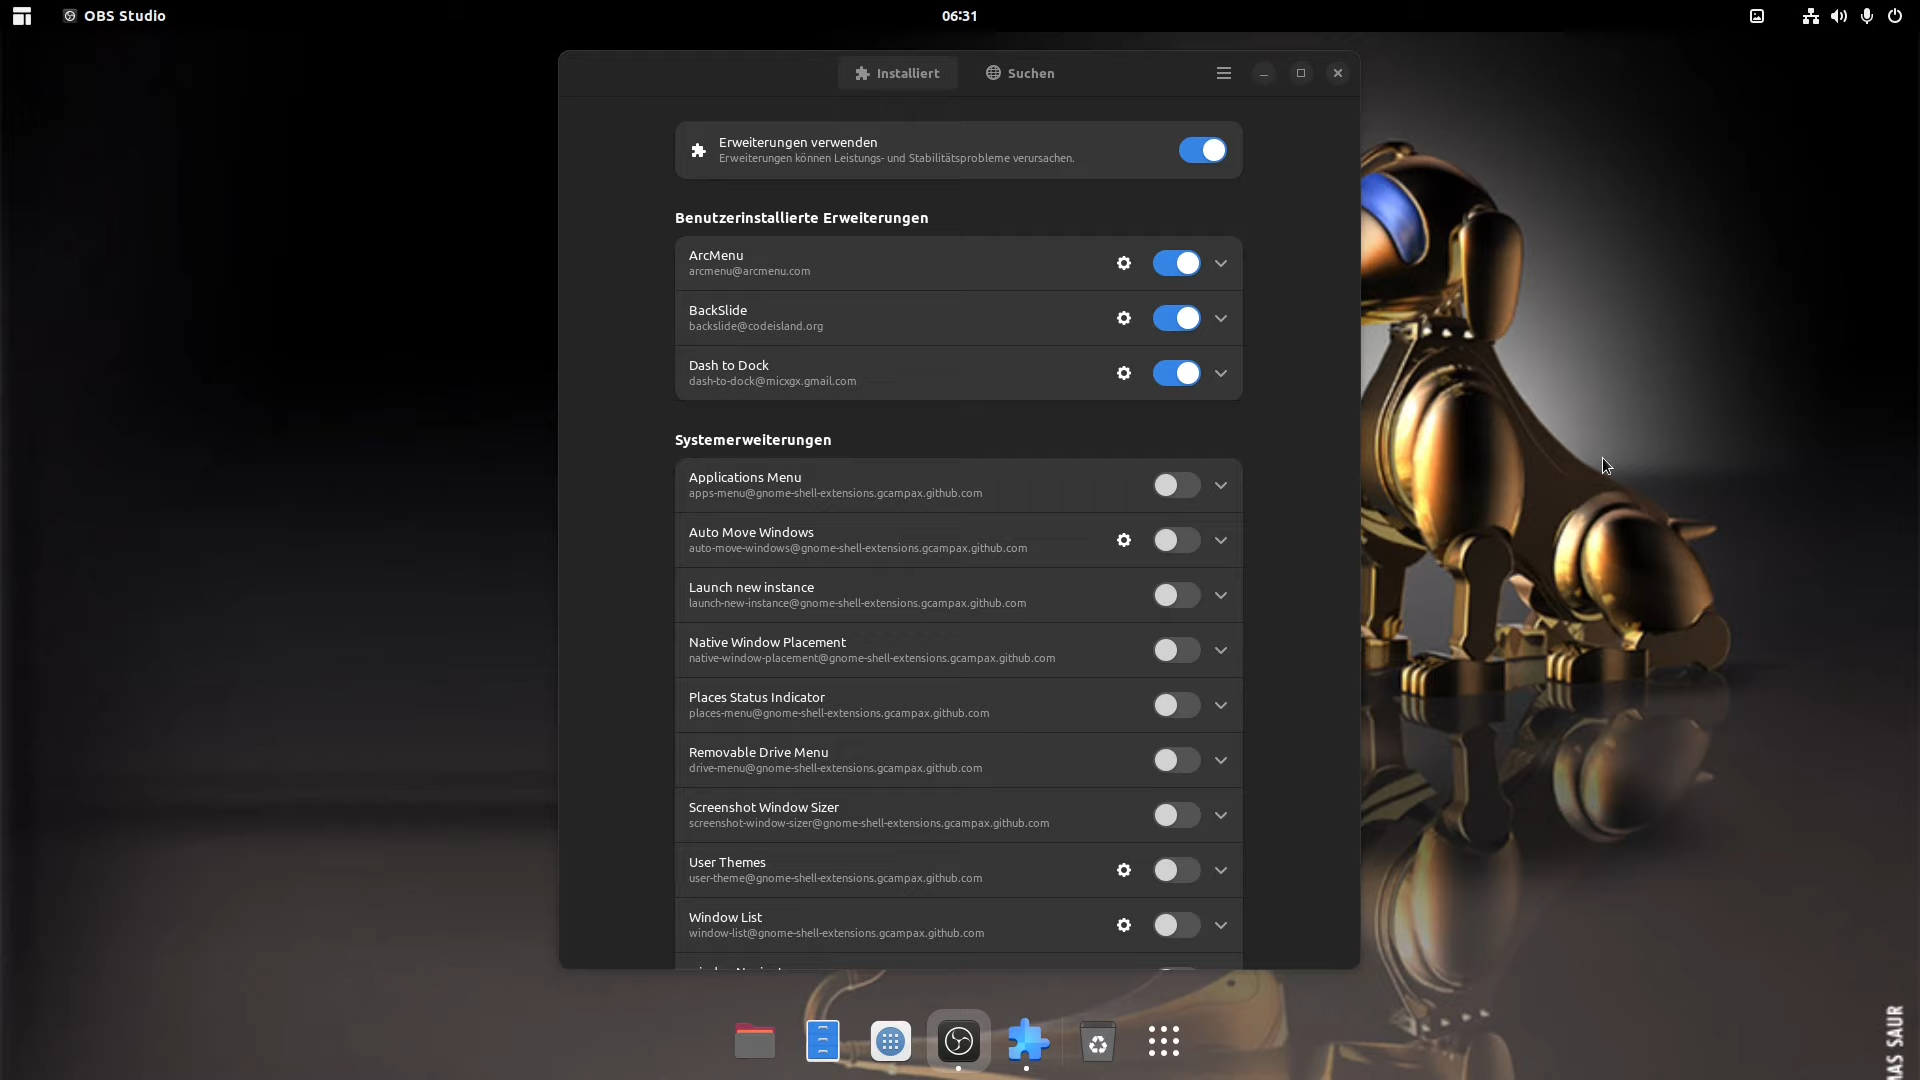 OBS Studio
06:31
Installiert
Suchen
Erweiterungen verwenden
Erweiterungen können Leistungs- und Stabilitätsprobleme verursachen.
Benutzerinstallierte Erweiterungen
ArcMenu
arcmenu@arcmenu.com
BackSlide
backslide@codeisland.org
Dash to Dock
dash-to-dock@micxgx.gmail.com
Systemerweiterungen
Applications Menu
apps-menu@gnome-shell-extensions.gcampax.github.com
Auto Move Windows
auto-move-windows@gnome-shell-extensions.gcampax.github.com
Launch new instance
launch-new-instance@gnome-shell-extensions.gcampax.github.com
Native Window Placement
native-window-placement@gnome-shell-extensions.gcampax.github.com
Places Status Indicator
places-menu@gnome-shell-extensions.gcampax.github.com
Removable Drive Menu
drive-menu@gnome-shell-extensions.gcampax.github.com
Screenshot Window Sizer
screenshot-window-sizer@gnome-shell-extensions.gcampax.github.com
User Themes
user-theme@gnome-shell-extensions.gcampax.github.com
Window List
window-list@gnome-shell-extensions.gcampax.github.com